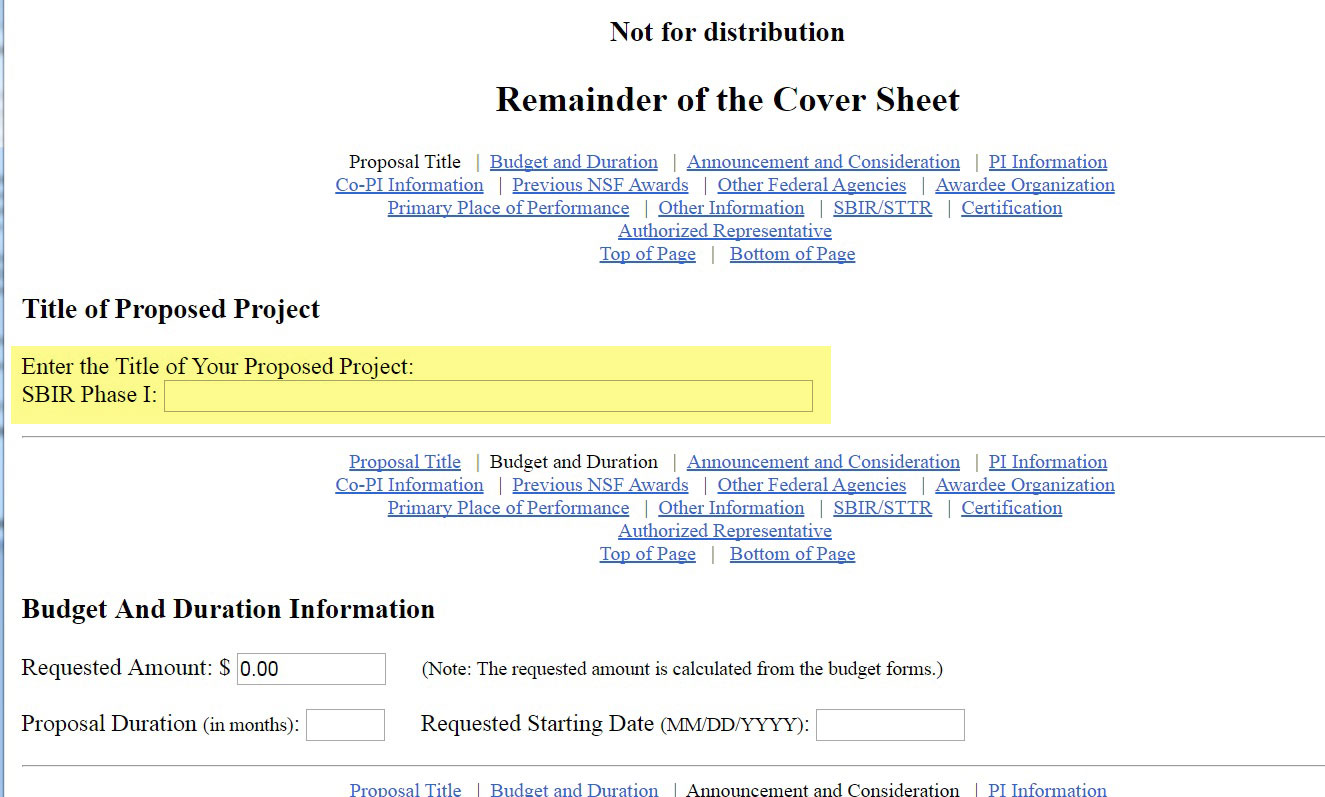 Not for distribution
Remainder of the Cover Sheet
Proposal Title | Budget and Duration | Announcement and Consideration | PI Information
Co-PI Information | Previous NSF Awards | Other Federal Agencies | Awardee Organization
Primary Place of Performance | Other Information | SBIR/STTR | Certification
Authorized Representative
Top of Page | Bottom of Page
Title of Proposed Project
Enter the Title of Your Proposed Project:
SBIR Phase I:
Proposal Title | Budget and Duration | Announcement and Consideration | PI Information
Co-PI Information | Previous NSF Awards | Other Federal Agencies | Awardee Organization
Primary Place of Performance | Other Information | SBIR/STTR | Certification
Authorized Representative
Top of Page | Bottom of Page
Budget And Duration Information
Requested Amount: $ 0.00 (Note: The requested amount is calculated from the budget forms.)
Proposal Duration (in months): Requested Starting Date (MM/DD/YYYY):
Proposal Title | Budget and Duration | Announcement and Consideration | PI Information